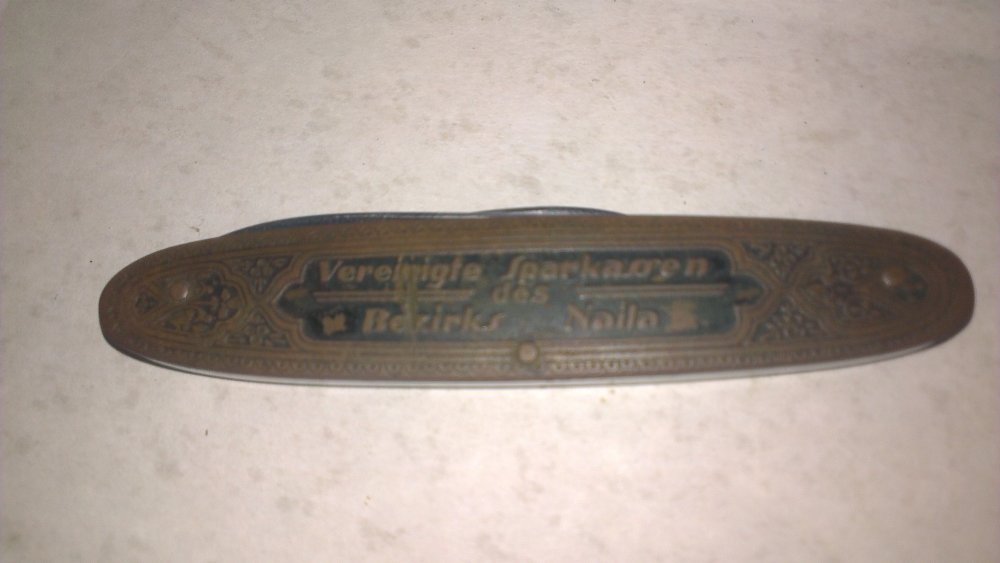 Vereinigte Sparkassen
des
Bezirks Naila